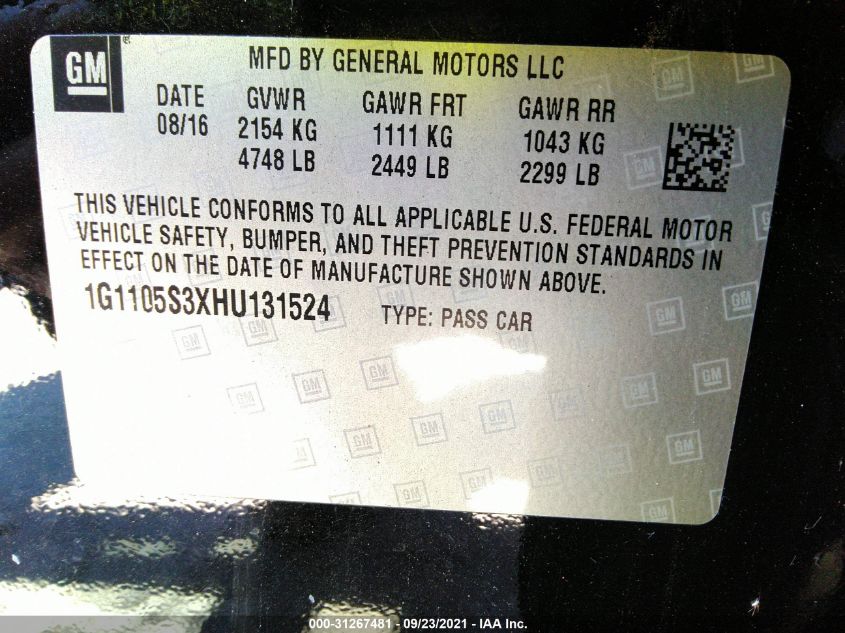 GM
MFD BY GENERAL MOTORS LLC
DATE GVWR GAWR FRT GAWR RR
08/16 2154 KG 1111 KG 1043 KG
4748 LB 2449 LB 2299 LB
THIS VEHICLE CONFORMS TO ALL APPLICABLE U.S. FEDERAL MOTOR
VEHICLE SAFETY, BUMPER, AND THEFT PREVENTION STANDARDS IN
EFFECT ON THE DATE OF MANUFACTURE SHOWN ABOVE.
1G1105S3XHU131524 TYPE: PASS CAR
000-31267481 - 09/23/2021 - IAA Inc.